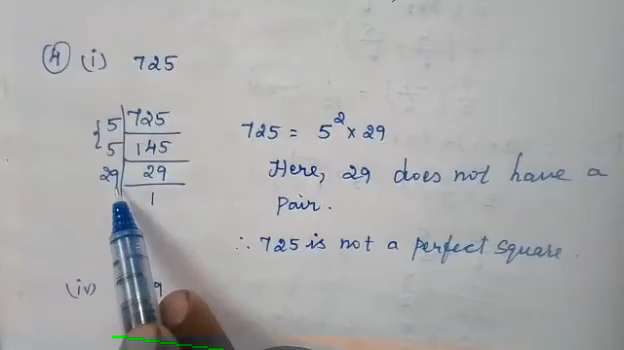 4 (i) 725
5 725
5 145
29 29
1
725 = 5² × 29
Here, 29 does not have a
pair.
∴ 725 is not a perfect square.
(iv) 9